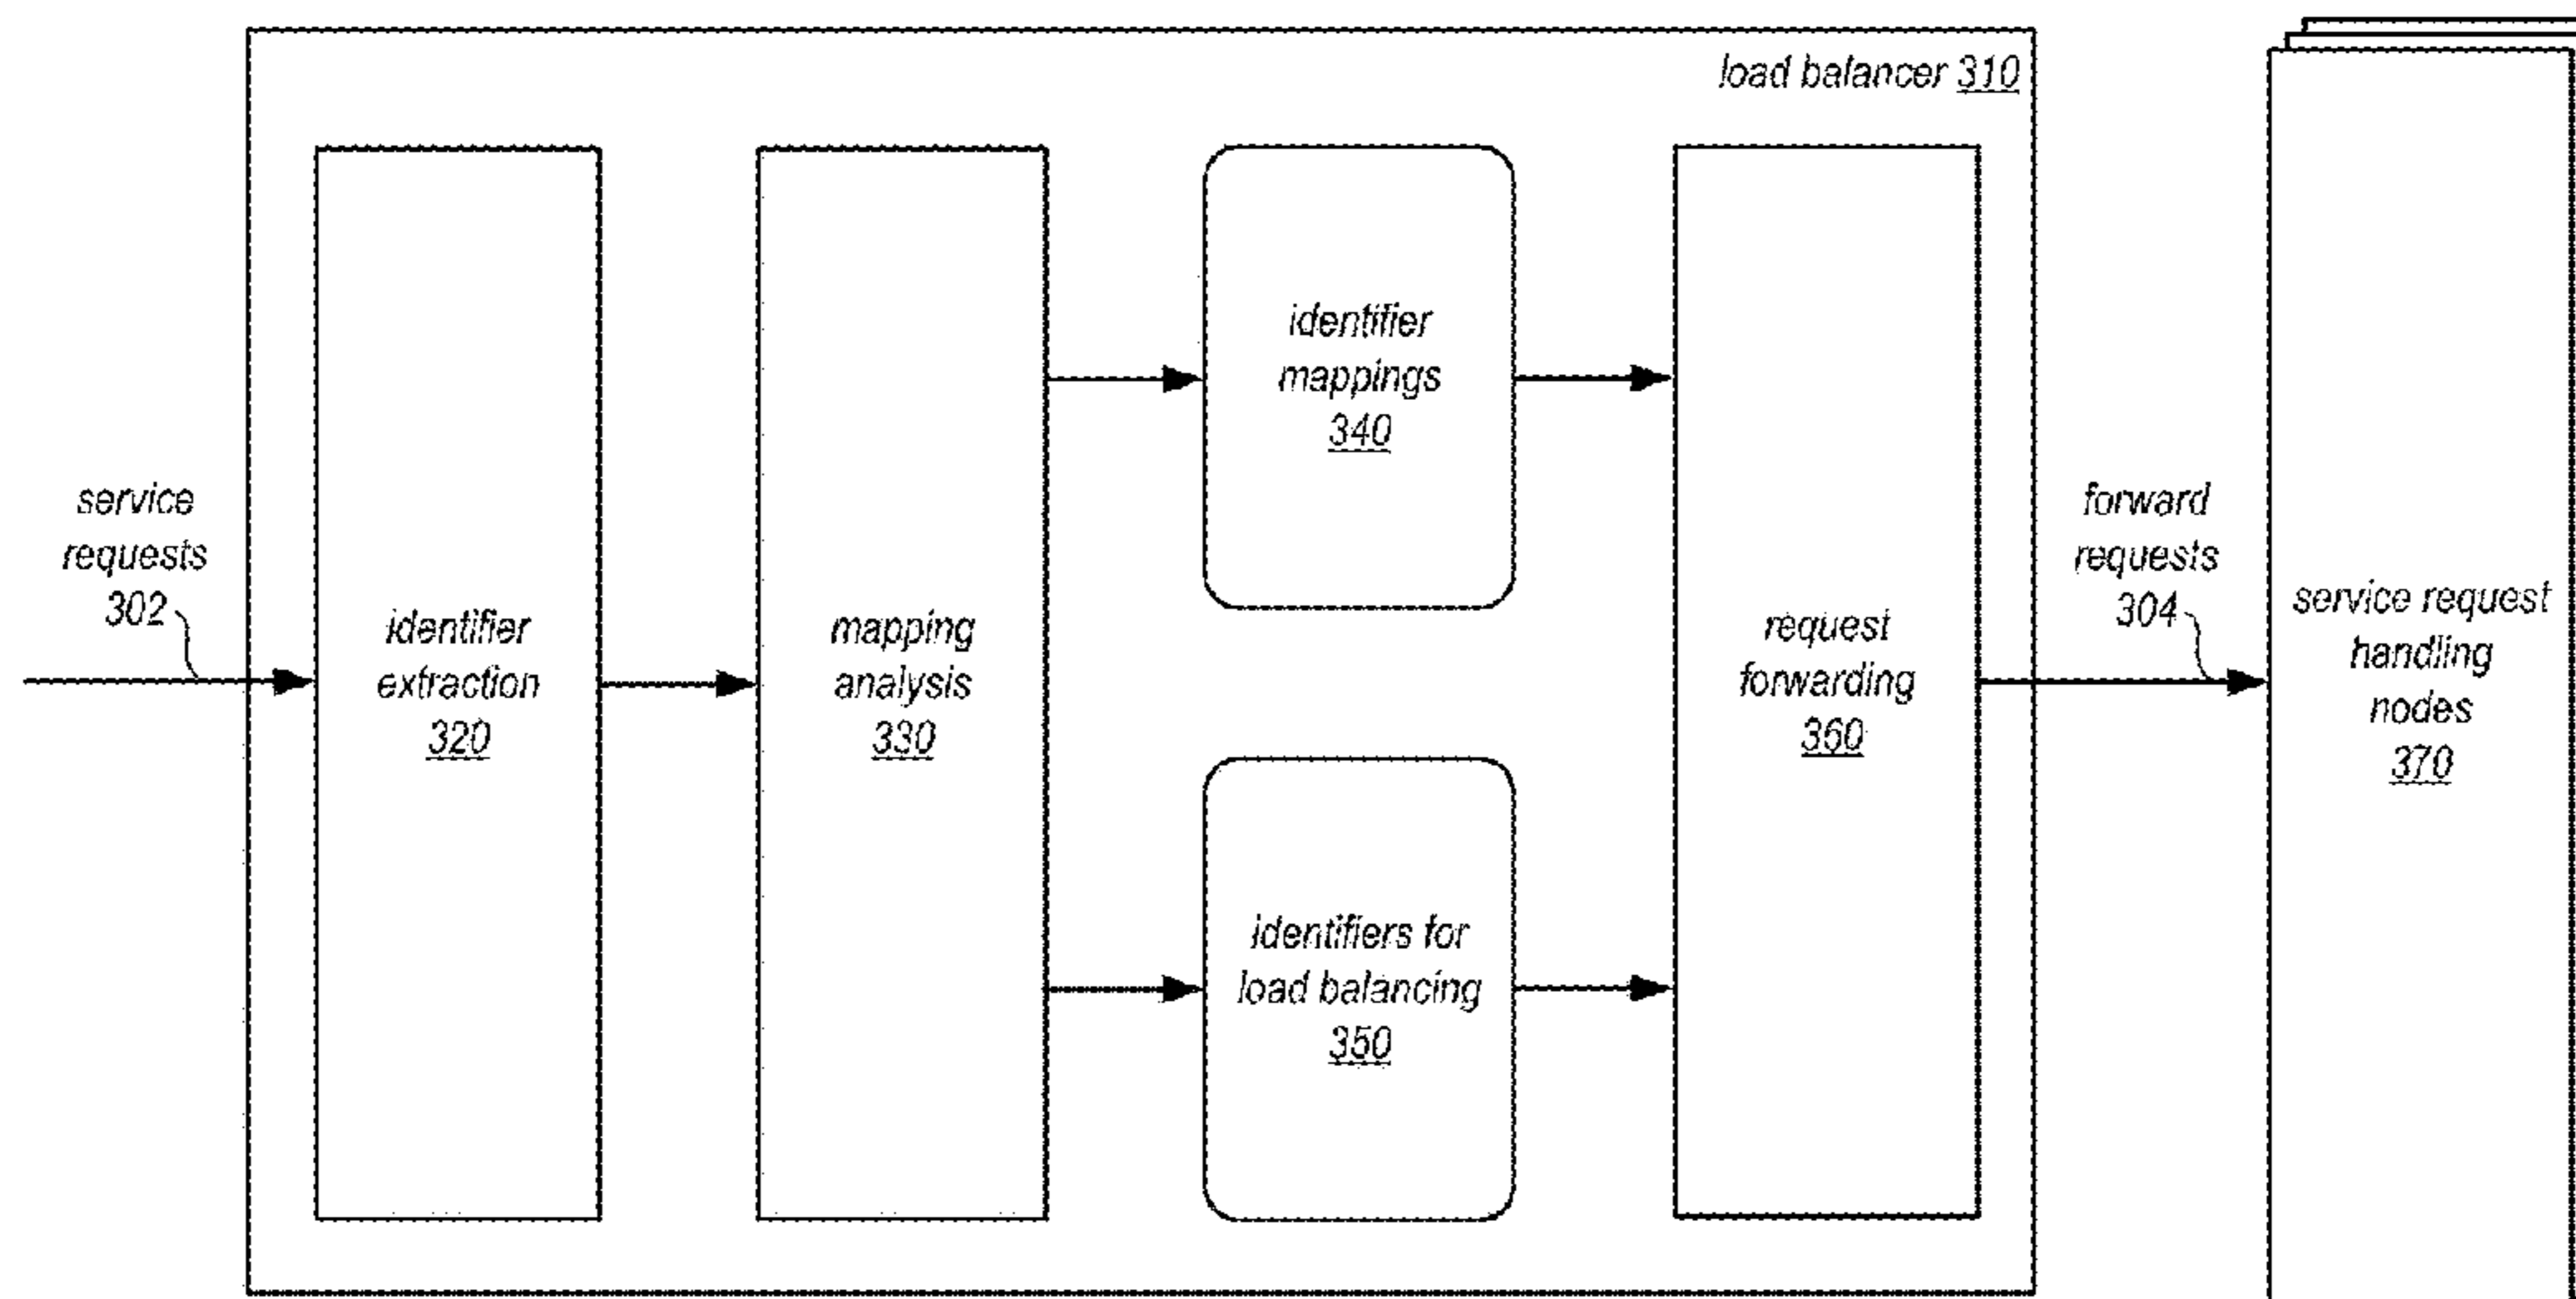 load balancer 310
service
requests
302
identifier
extraction
320
mapping
analysis
330
identifier
mappings
340
identifiers for
load balancing
350
request
forwarding
360
forward
requests
304
service request
handling
nodes
370